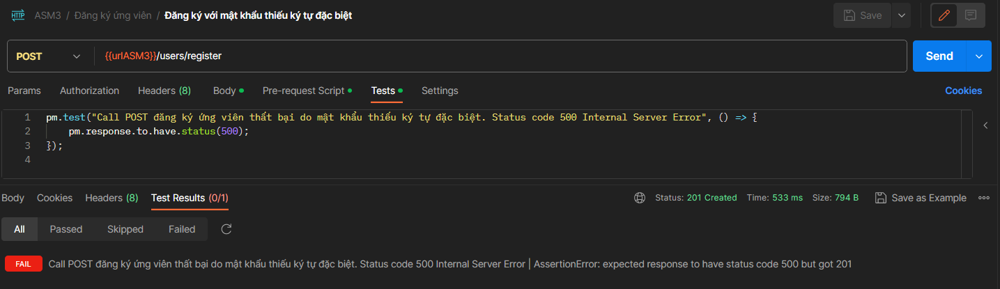 HTTP ASM3 / Đăng ký ứng viên / Đăng ký với mật khẩu thiếu ký tự đặc biệt Save
POST {{urlASM3}}/users/register Send
Params Authorization Headers (8) Body Pre-request Script Tests Settings Cookies
1 pm.test("Call POST đăng ký ứng viên thất bại do mật khẩu thiếu ký tự đặc biệt. Status code 500 Internal Server Error", () => {
2 pm.response.to.have.status(500);
3 });
4
Body Cookies Headers (8) Test Results (0/1) Status: 201 Created Time: 533 ms Size: 794 B Save as Example
All Passed Skipped Failed
FAIL Call POST đăng ký ứng viên thất bại do mật khẩu thiếu ký tự đặc biệt. Status code 500 Internal Server Error | AssertionError: expected response to have status code 500 but got 201